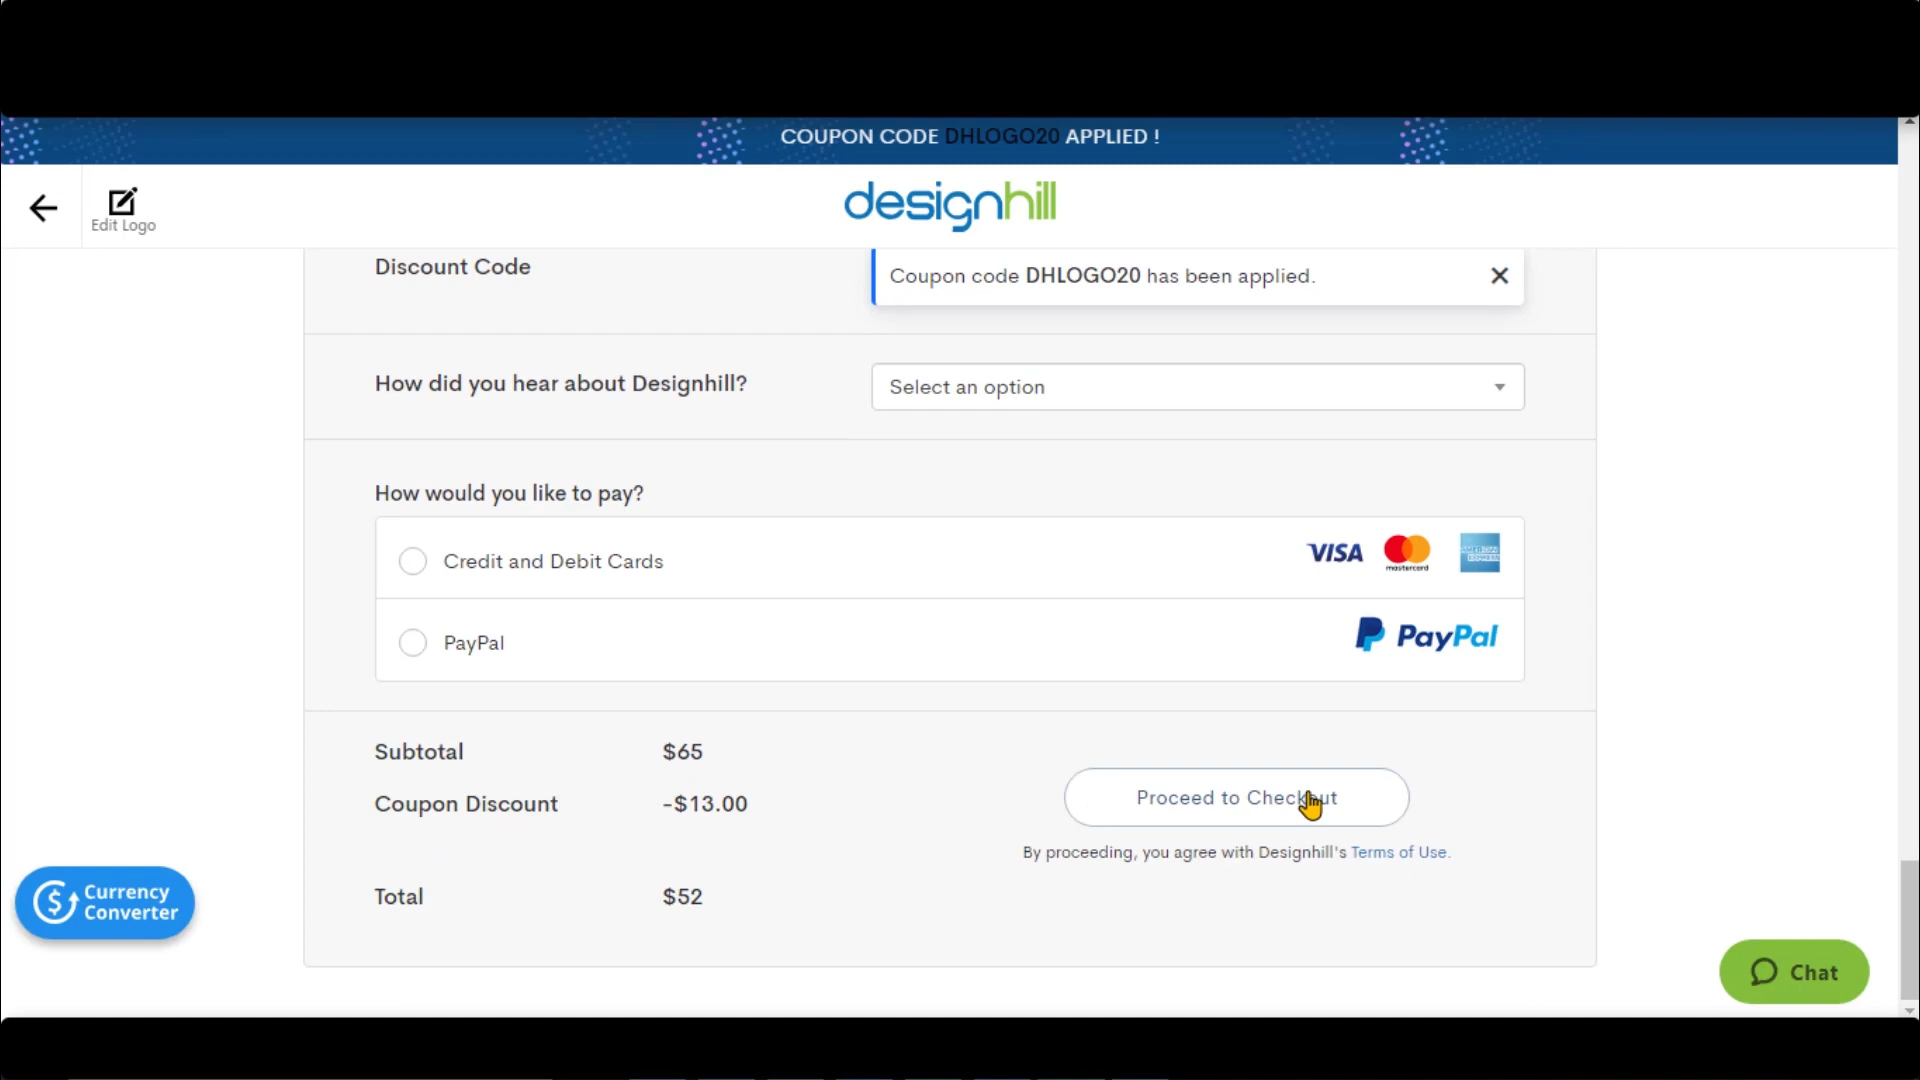 COUPON CODE DHLOGO20 APPLIED !
Edit Logo
designhill
Discount Code
Coupon code DHLOGO20 has been applied.
How did you hear about Designhill?
Select an option
How would you like to pay?
Credit and Debit Cards
VISA
mastercard
AMERICAN EXPRESS
PayPal
PayPal
Subtotal $65
Coupon Discount -$13.00
Proceed to Checkout
By proceeding, you agree with Designhill's Terms of Use.
Total $52
Currency
Converter
Chat